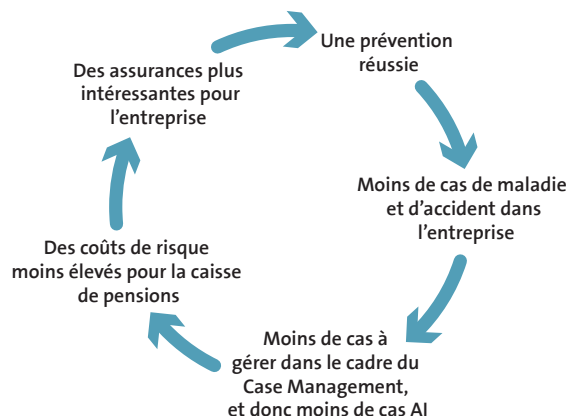 Une prévention
réussie
Moins de cas de maladie
et d’accident dans
l’entreprise
Moins de cas à
gérer dans le cadre du
Case Management,
et donc moins de cas AI
Des coûts de risque
moins élevés pour la caisse
de pensions
Des assurances plus
intéressantes pour
l’entreprise